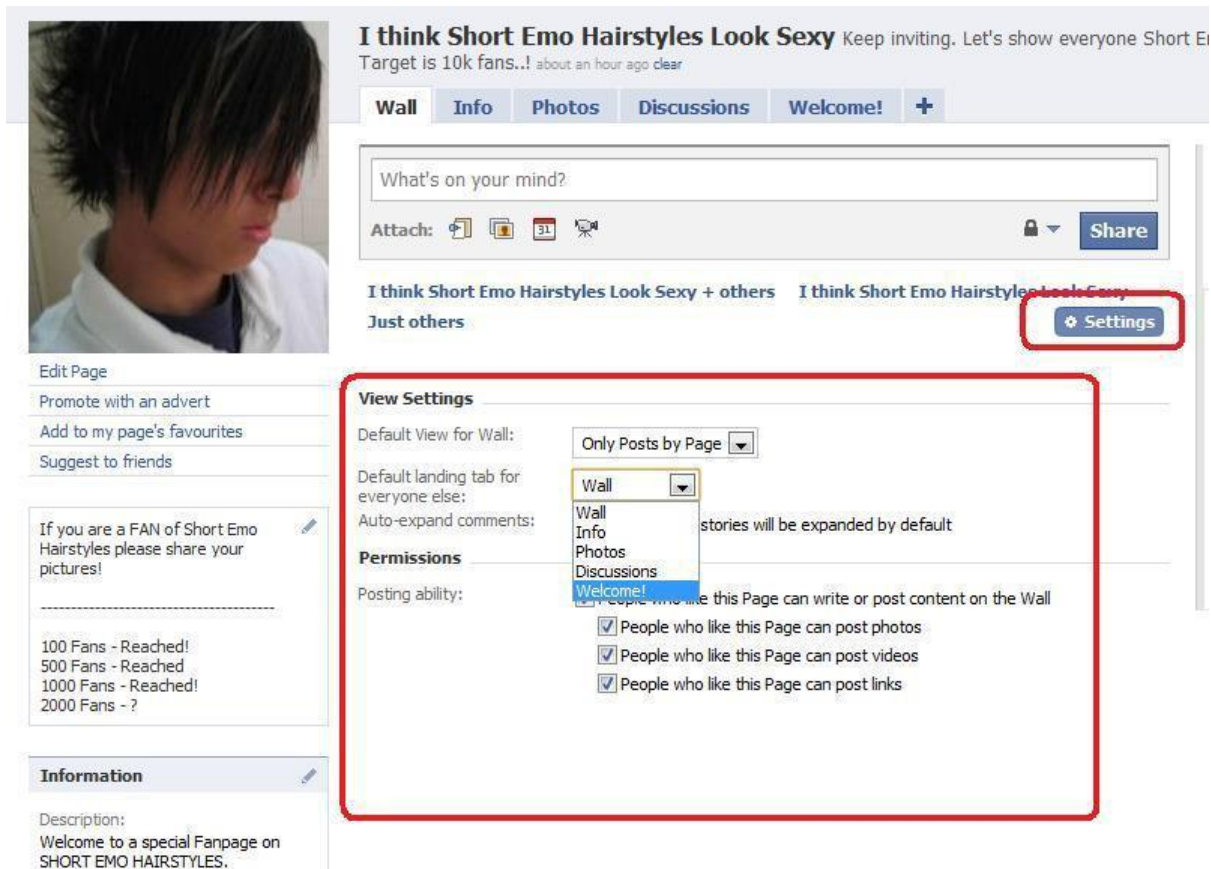 I think Short Emo Hairstyles Look Sexy Keep inviting. Let's show everyone Short
Target is 10k fans..! about an hour ago clear
Wall Info Photos Discussions Welcome! +
What's on your mind?
Attach: 31 Share
I think Short Emo Hairstyles Look Sexy + others I think Short Emo Hairstyles Look Sexy
Just others
Settings
Edit Page
Promote with an advert
Add to my page's favourites
Suggest to friends
If you are a FAN of Short Emo
Hairstyles please share your
pictures!
----------------------------------------
100 Fans - Reached!
500 Fans - Reached
1000 Fans - Reached!
2000 Fans - ?
Information
Description:
Welcome to a special Fanpage on
SHORT EMO HAIRSTYLES.
View Settings
Default View for Wall: Only Posts by Page
Default landing tab for
everyone else:
Wall
Wall
Info
Photos
Discussions
Welcome!
Auto-expand comments: stories will be expanded by default
Permissions
Posting ability: People who like this Page can write or post content on the Wall
People who like this Page can post photos
People who like this Page can post videos
People who like this Page can post links